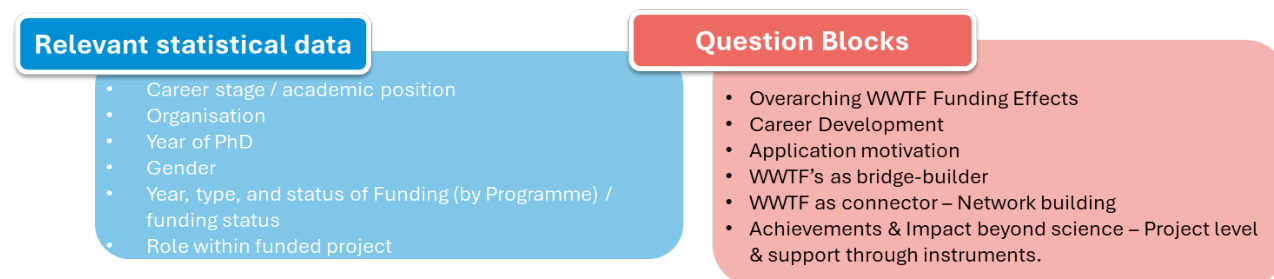 Relevant statistical data
• Career stage / academic position
• Organisation
• Year of PhD
• Gender
• Year, type, and status of Funding (by Programme) /
funding status
• Role within funded project
Question Blocks
• Overarching WWTF Funding Effects
• Career Development
• Application motivation
• WWTF's as bridge-builder
• WWTF as connector – Network building
• Achievements & Impact beyond science – Project level
& support through instruments.